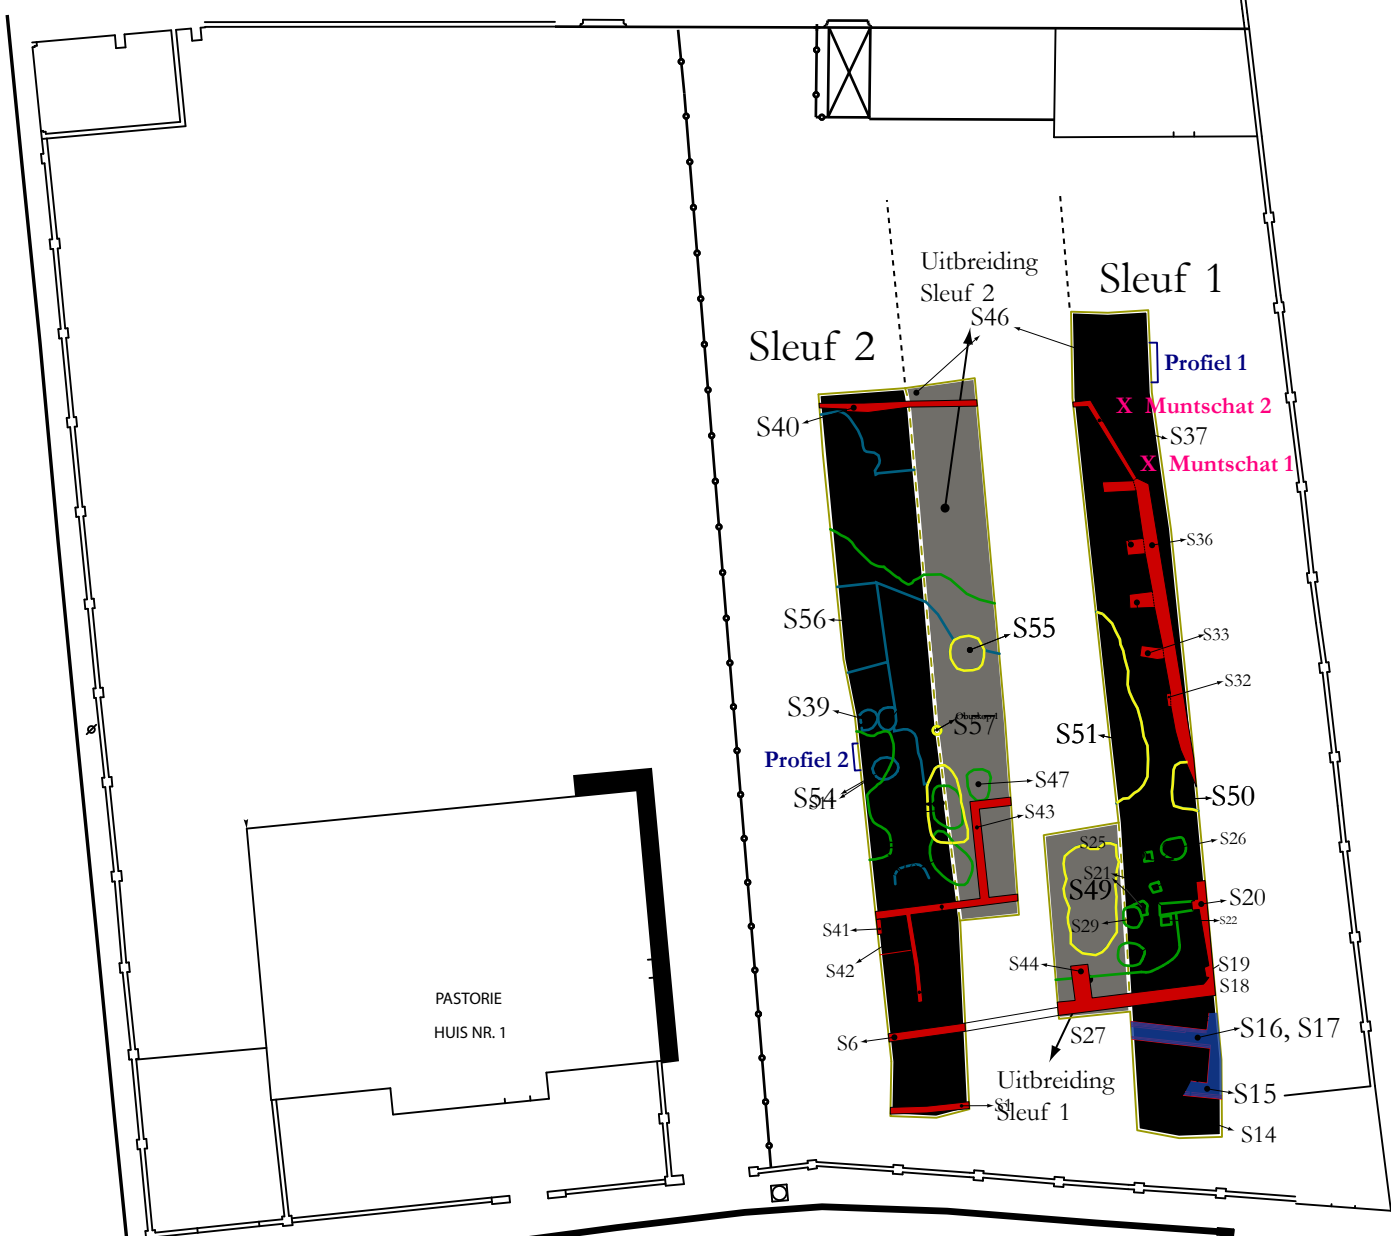 Uitbreiding
Sleuf 2
S46
Sleuf 1
Sleuf 2
Profiel 1
X Muntschat 2
S40
S37
X Muntschat 1
S36
S56
S55
S33
S32
S39
S57
S51
Profiel 2
S54
S47
S50
S43
S25
S26
S21
S49
S20
S29
S22
S41
S42
S44
S19
S18
S6
S27
S16, S17
Uitbreiding
Sleuf 1
S1
S15
S14
PASTORIE
HUIS NR. 1